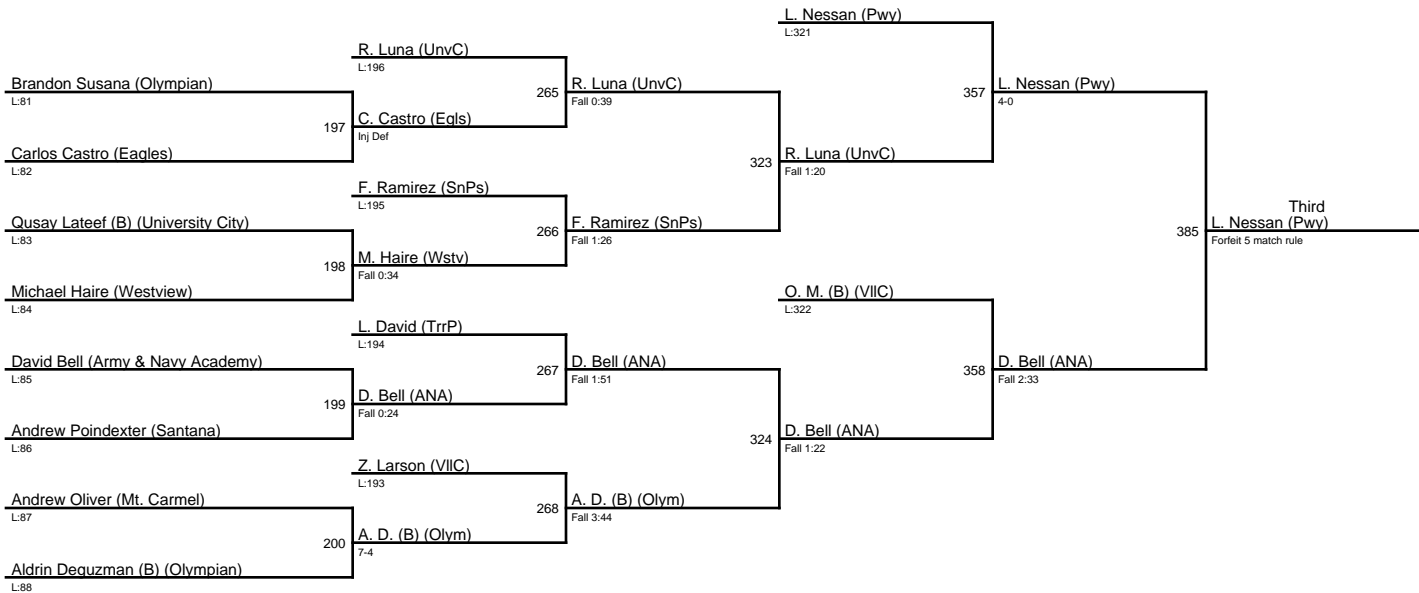 L. Nessan (Pwy)
L:321
R. Luna (UnvC)
L:196
Brandon Susana (Olympian)
L:81
265
R. Luna (UnvC)
Fall 0:39
357
L. Nessan (Pwy)
4-0
197
C. Castro (Egls)
Inj Def
Carlos Castro (Eagles)
L:82
323
R. Luna (UnvC)
Fall 1:20
F. Ramirez (SnPs)
L:195
Third
Qusay Lateef (B) (University City)
L:83
266
F. Ramirez (SnPs)
Fall 1:26
385
L. Nessan (Pwy)
Forfeit 5 match rule
198
M. Haire (Wstv)
Fall 0:34
Michael Haire (Westview)
L:84
O. M. (B) (VllC)
L:322
L. David (TrrP)
L:194
David Bell (Army & Navy Academy)
L:85
267
D. Bell (ANA)
Fall 1:51
358
D. Bell (ANA)
Fall 2:33
199
D. Bell (ANA)
Fall 0:24
Andrew Poindexter (Santana)
L:86
324
D. Bell (ANA)
Fall 1:22
Z. Larson (VllC)
L:193
Andrew Oliver (Mt. Carmel)
L:87
268
A. D. (B) (Olym)
Fall 3:44
200
A. D. (B) (Olym)
7-4
Aldrin Deguzman (B) (Olympian)
L:88